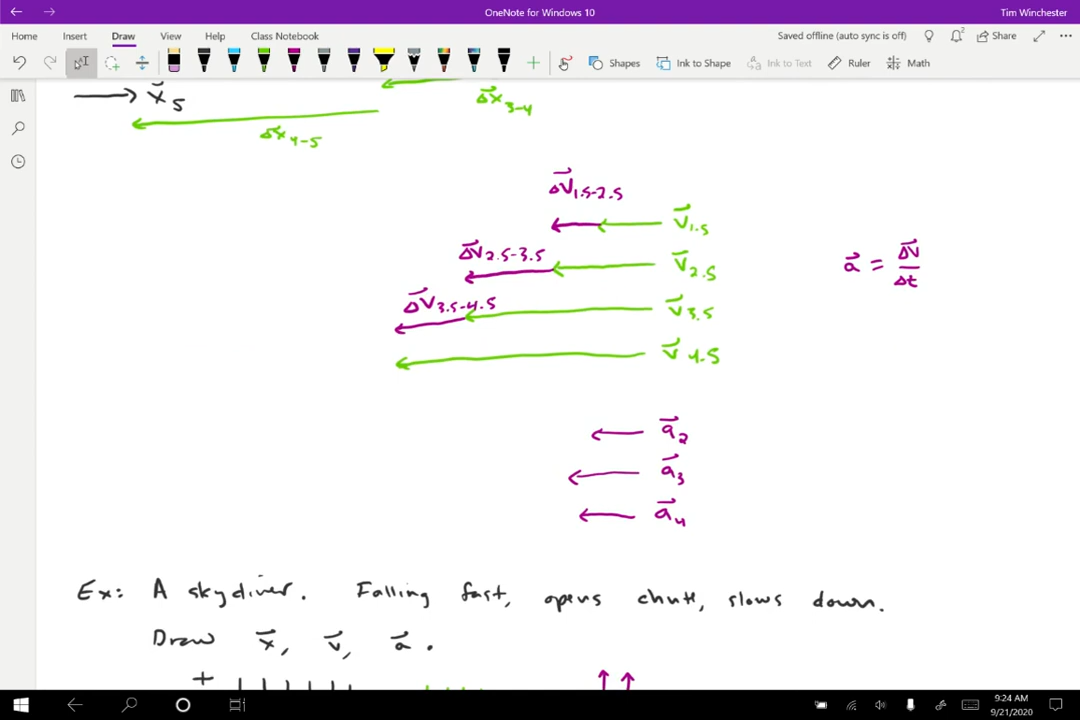 OneNote for Windows 10
Tim Winchester
Home Insert Draw View Help Class Notebook Saved offline (auto sync is off) Share
Shapes Ink to Shape Ink to Text Ruler Math
x⃗5
Δx⃗3-4
Δx⃗4-5
Δv⃗1.5-2.5
v⃗1.5
Δv⃗2.5-3.5
v⃗2.5
a⃗ = Δv⃗/Δt
Δv⃗3.5-4.5
v⃗3.5
v⃗4.5
a⃗2
a⃗3
a⃗4
Ex: A skydiver. Falling fast, opens chute, slows down.
Draw x⃗, v⃗, a⃗.
+
9:24 AM
9/21/2020